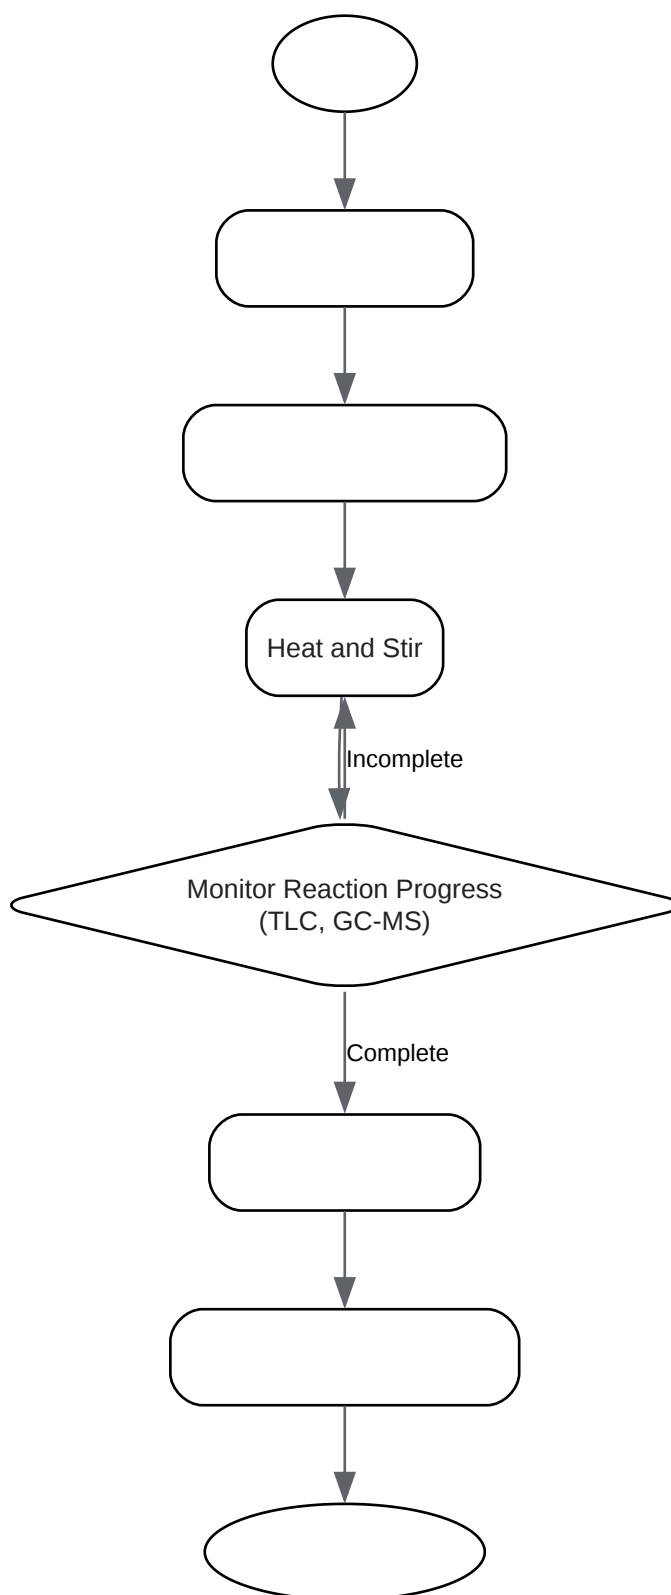 Heat and Stir
Incomplete
Monitor Reaction Progress
(TLC, GC-MS)
Complete